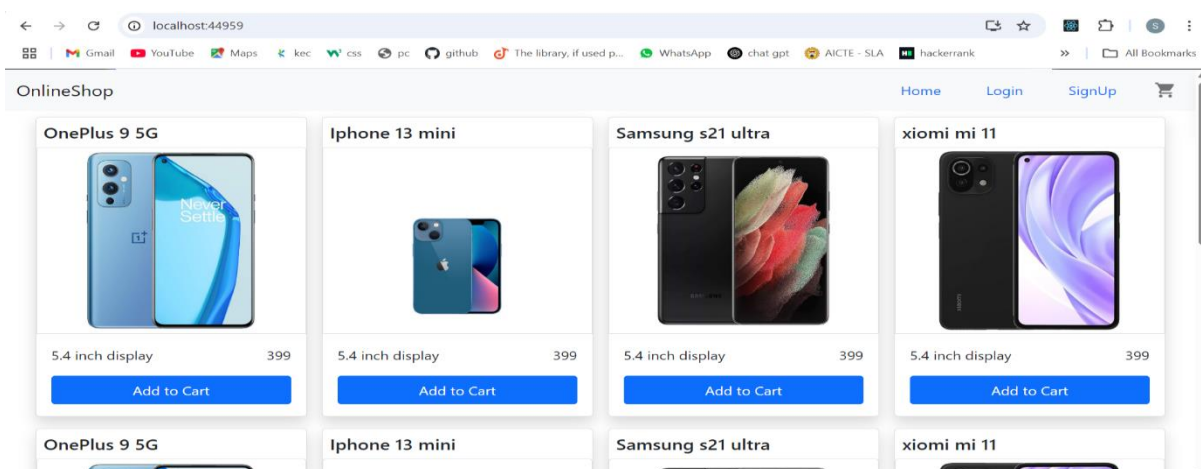 localhost:44959
Gmail YouTube Maps kec css pc github The library, if used p... WhatsApp chat gpt AICTE - SLA hackerrank » All Bookmarks
OnlineShop Home Login SignUp
OnePlus 9 5G Iphone 13 mini Samsung s21 ultra xiomi mi 11
Never
Settle
5.4 inch display 399 5.4 inch display 399 5.4 inch display 399 5.4 inch display 399
Add to Cart Add to Cart Add to Cart Add to Cart
OnePlus 9 5G Iphone 13 mini Samsung s21 ultra xiomi mi 11